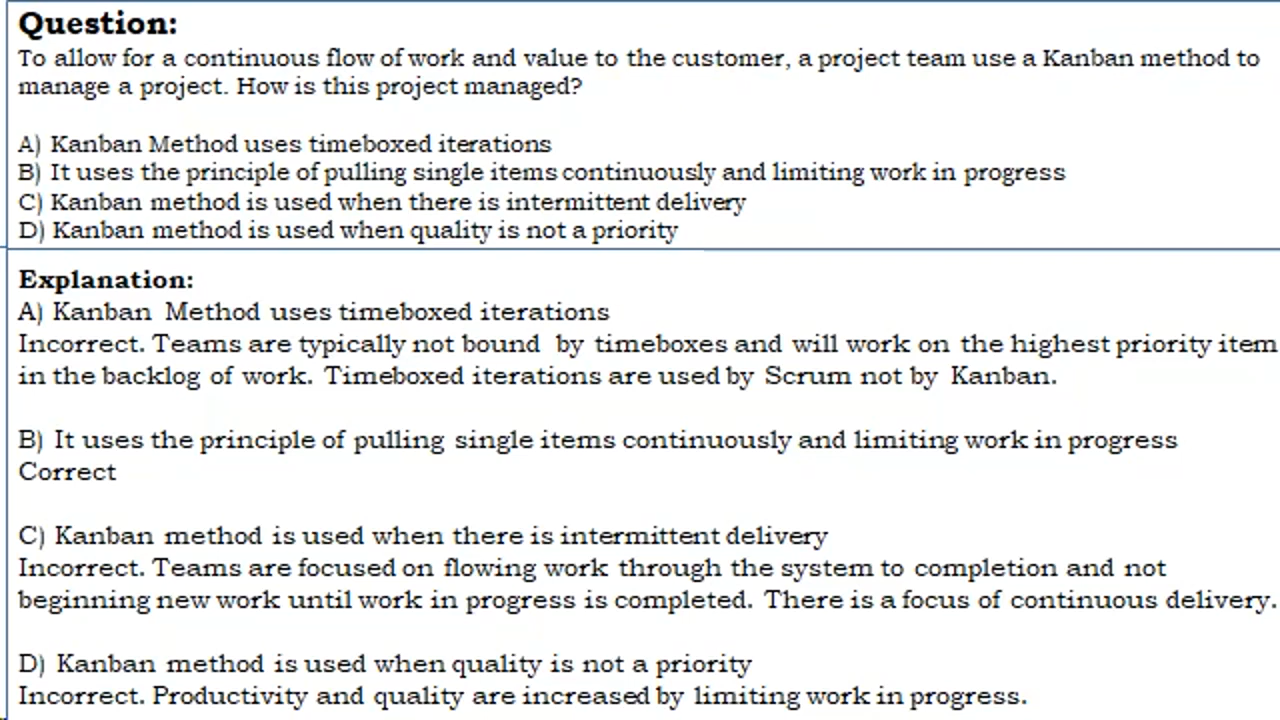 Question:
To allow for a continuous flow of work and value to the customer, a project team use a Kanban method to
manage a project. How is this project managed?
A) Kanban Method uses timeboxed iterations
B) It uses the principle of pulling single items continuously and limiting work in progress
C) Kanban method is used when there is intermittent delivery
D) Kanban method is used when quality is not a priority
Explanation:
A) Kanban Method uses timeboxed iterations
Incorrect. Teams are typically not bound by timeboxes and will work on the highest priority item
in the backlog of work. Timeboxed iterations are used by Scrum not by Kanban.
B) It uses the principle of pulling single items continuously and limiting work in progress
Correct
C) Kanban method is used when there is intermittent delivery
Incorrect. Teams are focused on flowing work through the system to completion and not
beginning new work until work in progress is completed. There is a focus of continuous delivery.
D) Kanban method is used when quality is not a priority
Incorrect. Productivity and quality are increased by limiting work in progress.